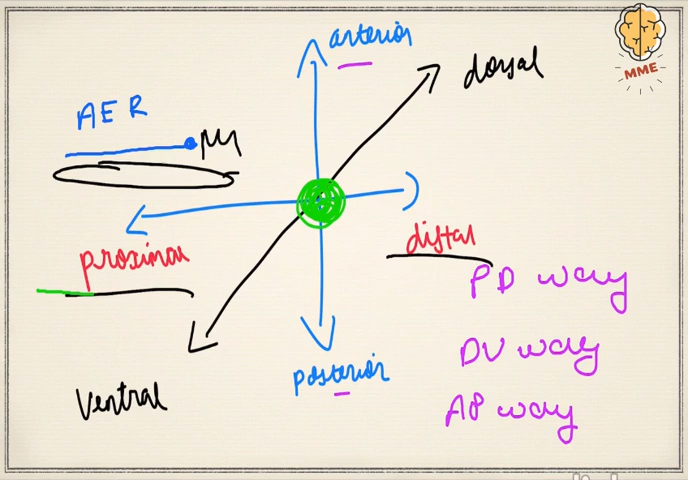 anterior
dorsal
MME
AER
proximal
distal
PD way
DV way
posterior
AP way
ventral